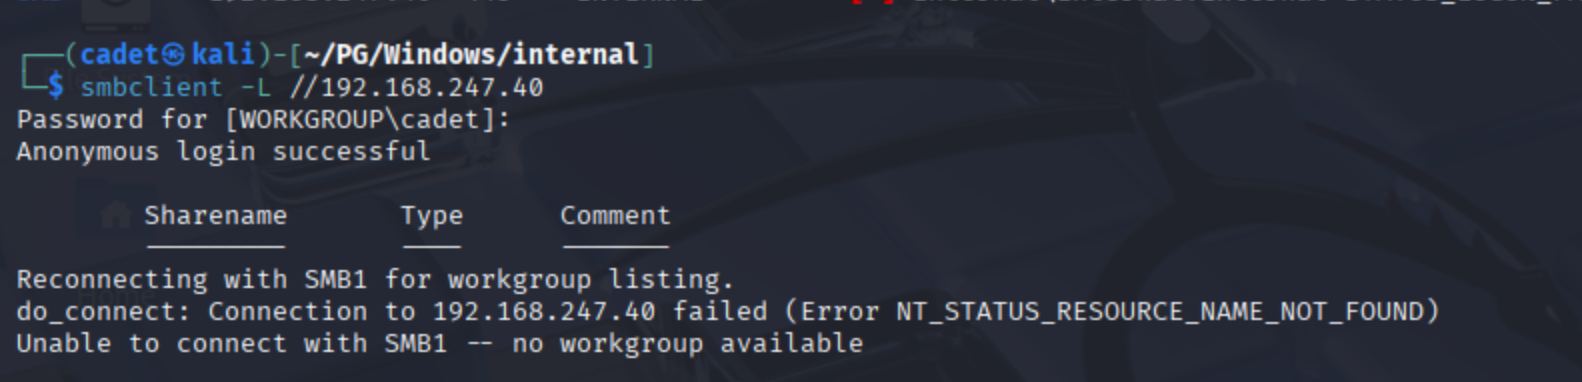 (cadet㉿kali)-[~/PG/Windows/internal]
$ smbclient -L //192.168.247.40
Password for [WORKGROUP\cadet]:
Anonymous login successful
Sharename Type Comment
Reconnecting with SMB1 for workgroup listing.
do_connect: Connection to 192.168.247.40 failed (Error NT_STATUS_RESOURCE_NAME_NOT_FOUND)
Unable to connect with SMB1 -- no workgroup available